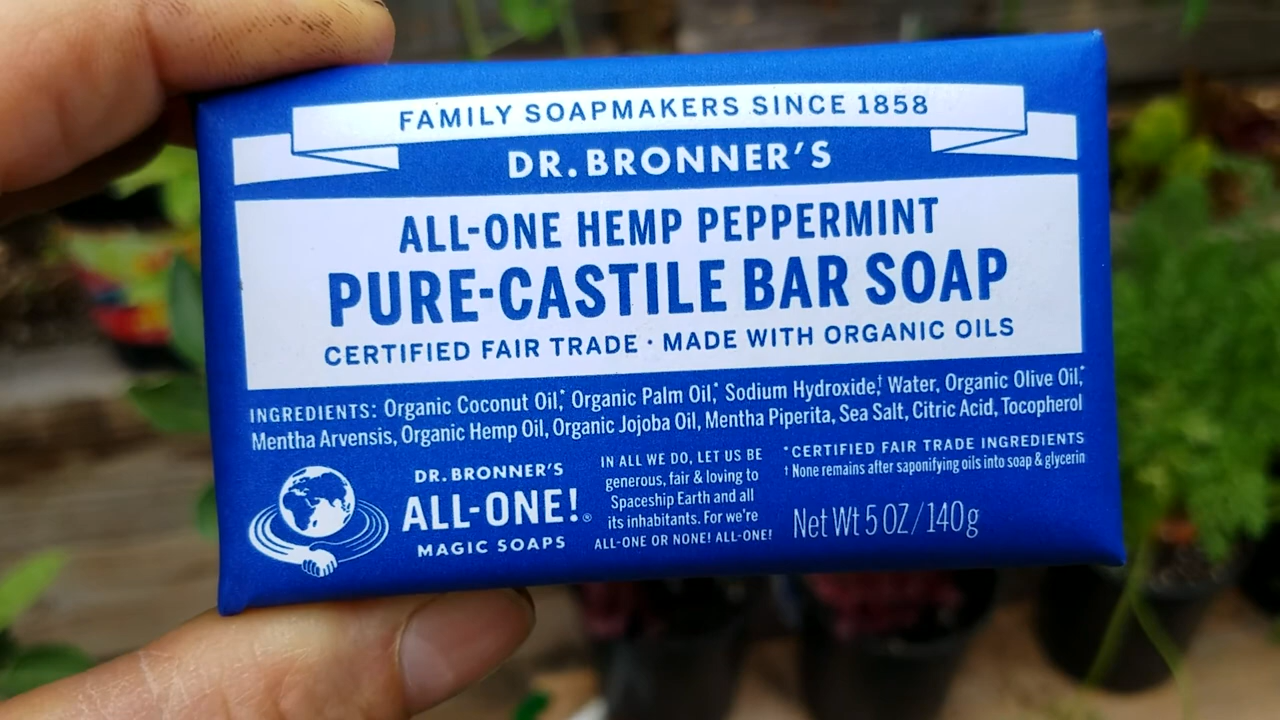 FAMILY SOAPMAKERS SINCE 1858
DR. BRONNER'S
ALL-ONE HEMP PEPPERMINT
PURE-CASTILE BAR SOAP
CERTIFIED FAIR TRADE · MADE WITH ORGANIC OILS
INGREDIENTS: Organic Coconut Oil,* Organic Palm Oil,* Sodium Hydroxide,† Water, Organic Olive Oil,*
Mentha Arvensis, Organic Hemp Oil, Organic Jojoba Oil, Mentha Piperita, Sea Salt, Citric Acid, Tocopherol
DR. BRONNER'S
ALL-ONE!®
MAGIC SOAPS
IN ALL WE DO, LET US BE
generous, fair & loving to
Spaceship Earth and all
its inhabitants. For we're
ALL-ONE OR NONE! ALL-ONE!
*CERTIFIED FAIR TRADE INGREDIENTS
† None remains after saponifying oils into soap & glycerin
Net Wt 5 OZ/140g